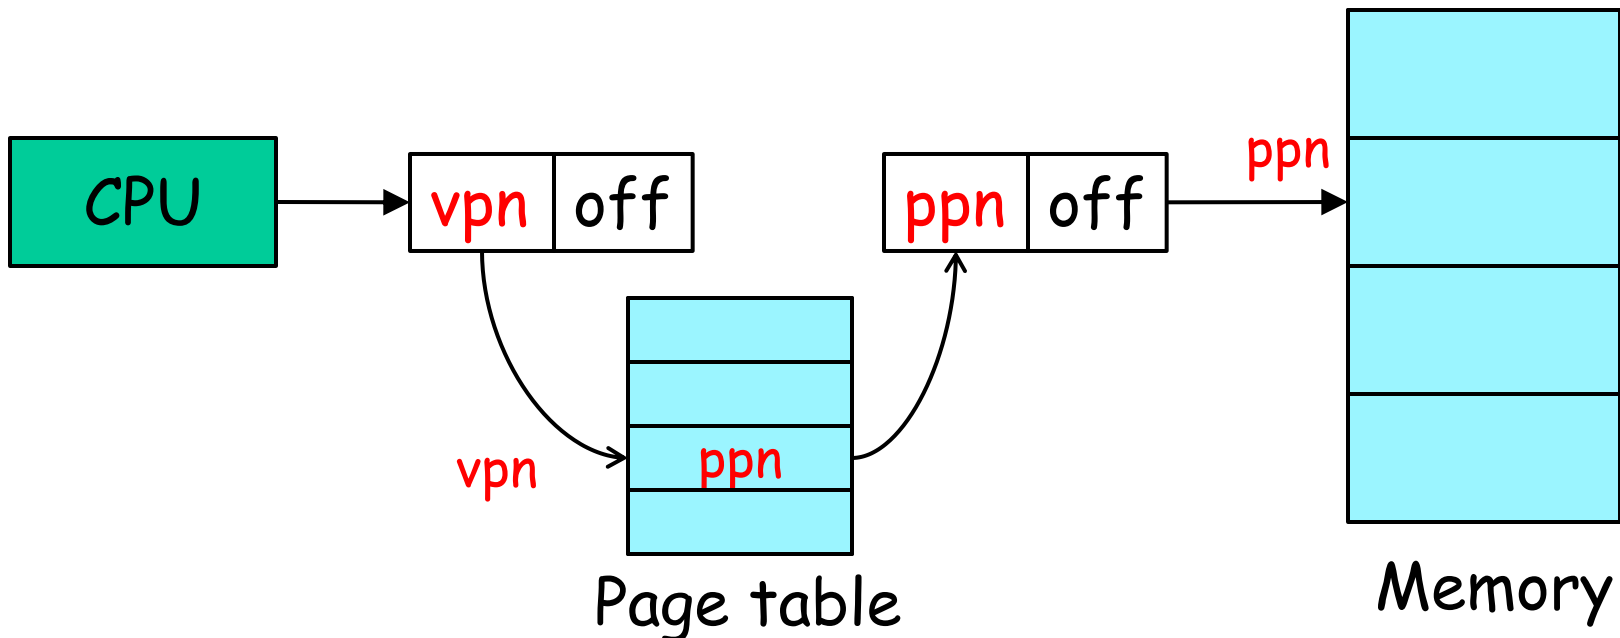 CPU
vpn off
ppn off
ppn
vpn
ppn
Page table
Memory